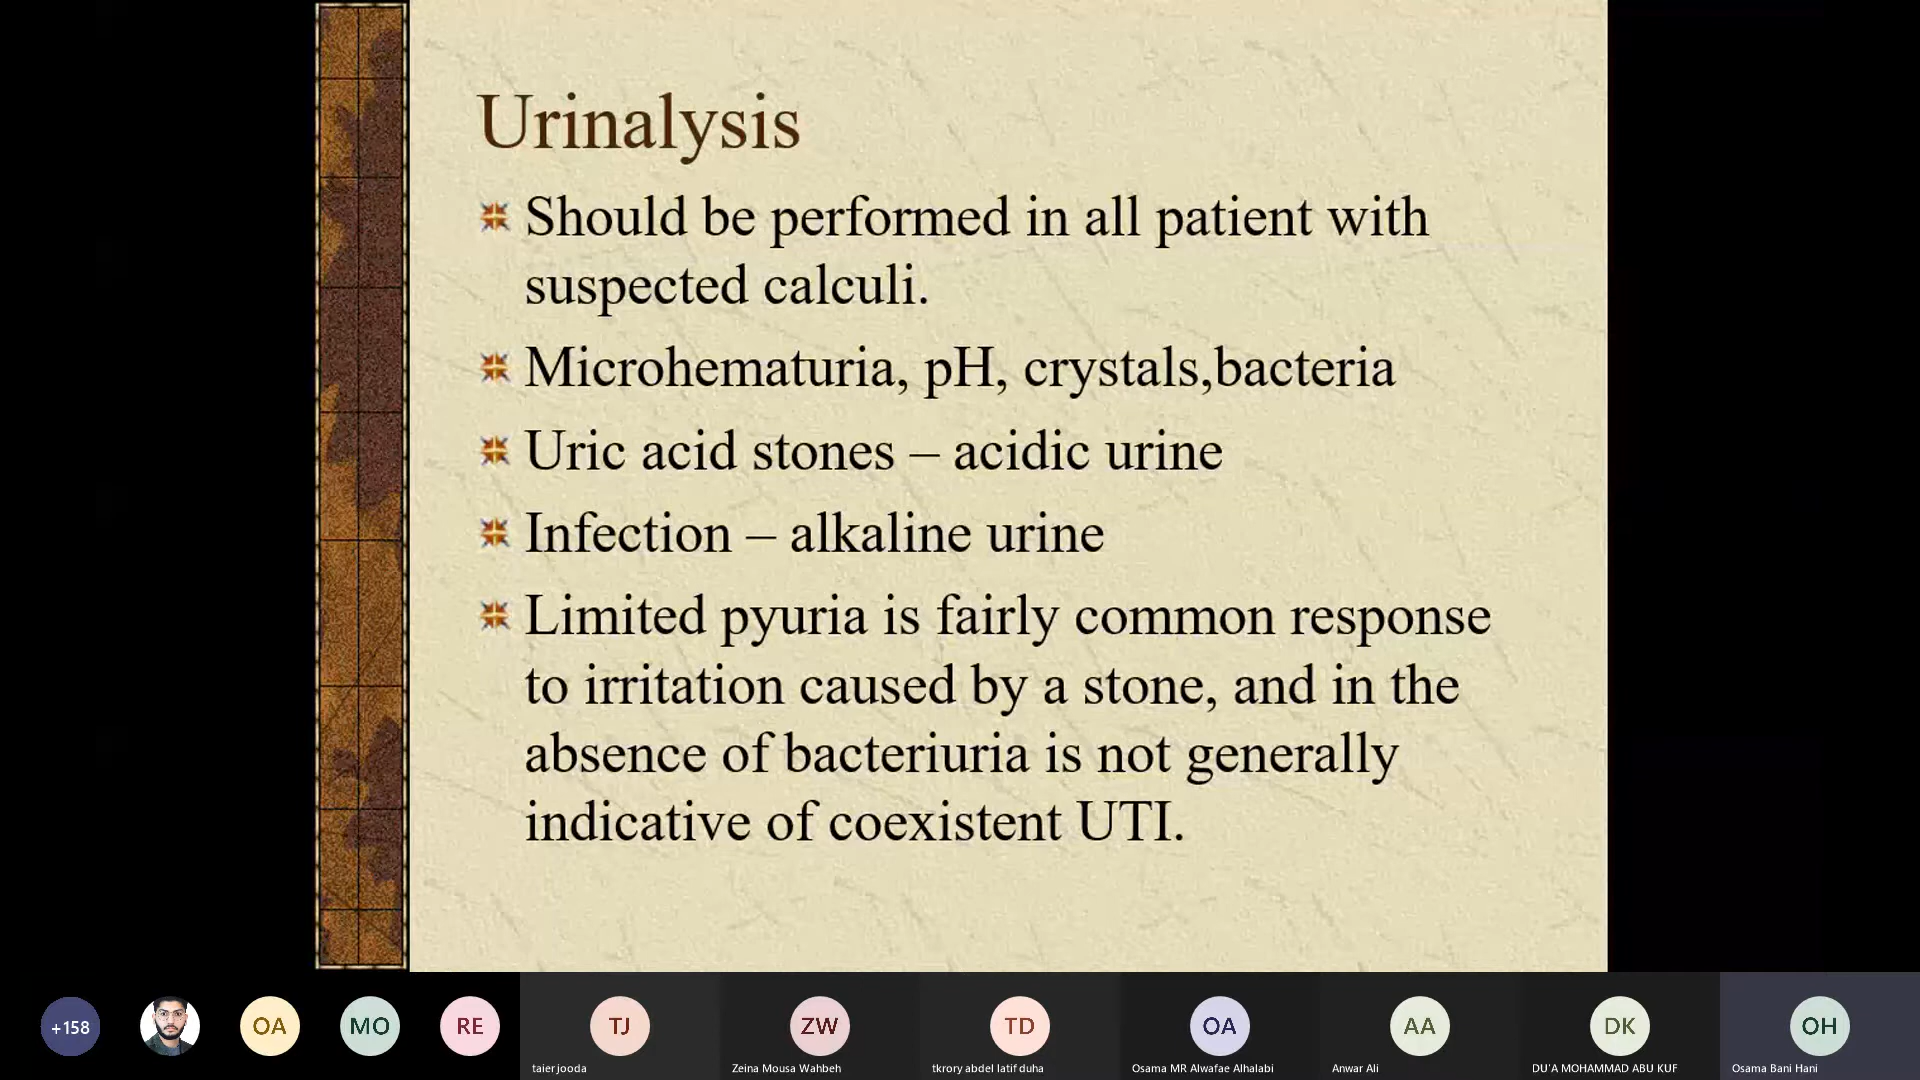 Urinalysis
Should be performed in all patient with
suspected calculi.
Microhematuria, pH, crystals,bacteria
Uric acid stones – acidic urine
Infection – alkaline urine
Limited pyuria is fairly common response
to irritation caused by a stone, and in the
absence of bacteriuria is not generally
indicative of coexistent UTI.
+158
OA
MO
RE
TJ
ZW
TD
OA
AA
DK
OH
taier jooda
Zeina Mousa Wahbeh
tkrory abdel latif duha
Osama MR Alwafae Alhalabi
Anwar Ali
DU'A MOHAMMAD ABU KUF
Osama Bani Hani